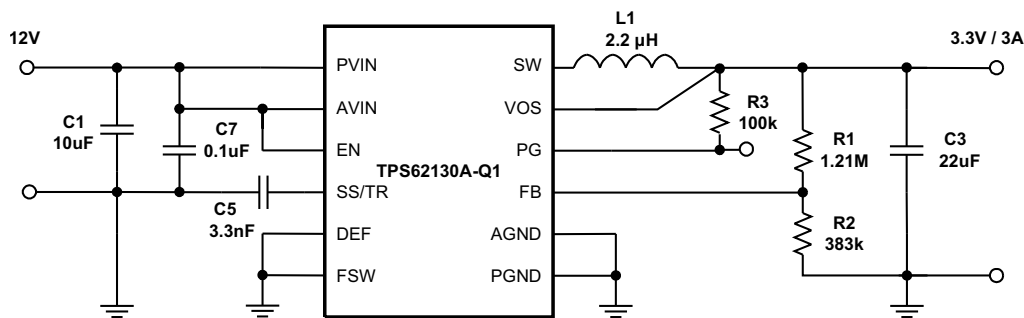 12V
L1
2.2 µH
3.3V / 3A
PVIN
SW
AVIN
VOS
R3
100k
C1
10uF
C7
0.1uF
EN
PG
TPS62130A-Q1
R1
1.21M
C3
22uF
SS/TR
FB
C5
3.3nF
R2
383k
DEF
AGND
FSW
PGND